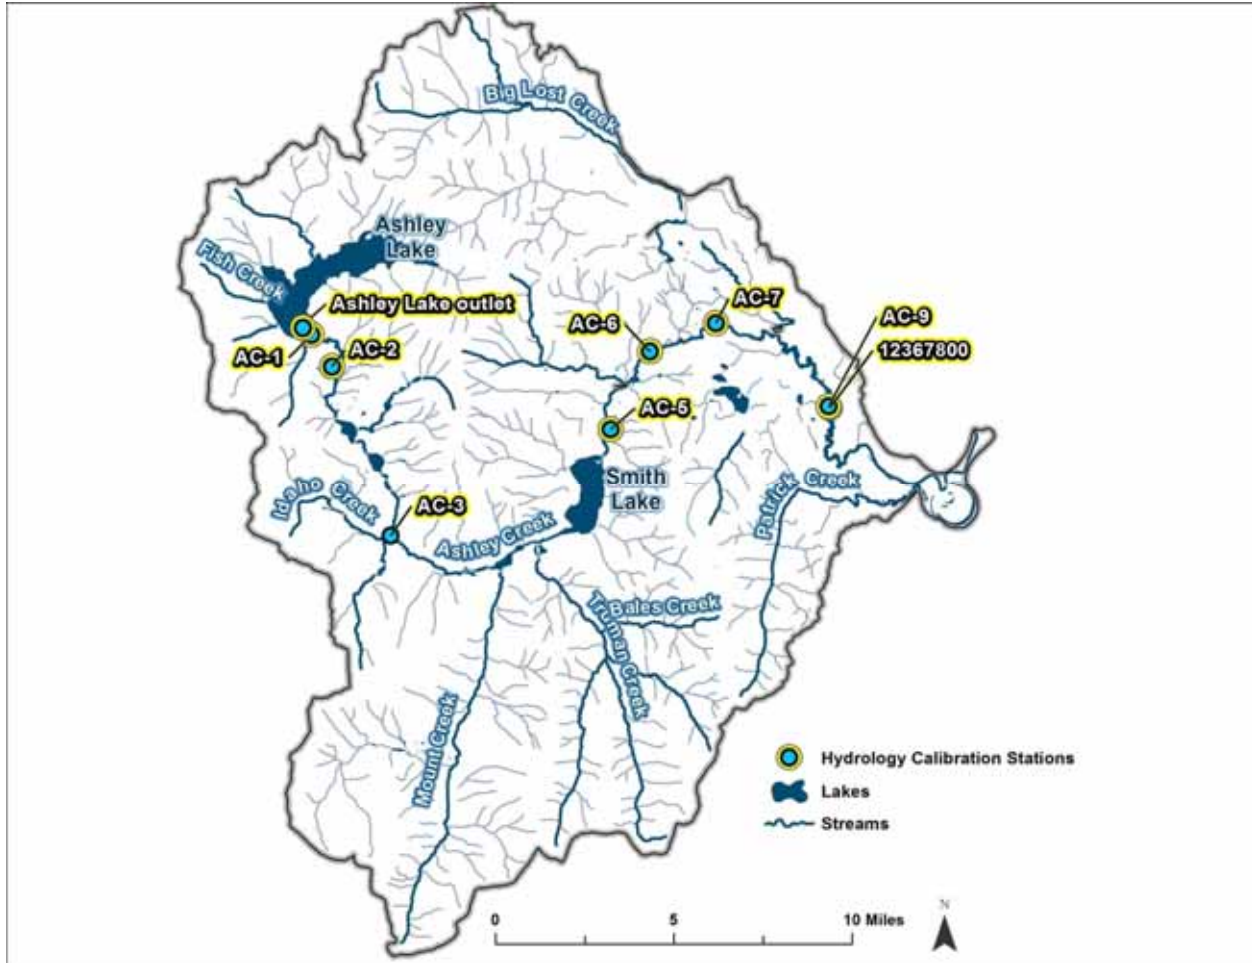 Big Lost Creek
Ashley
Lake
Fish Creek
Ashley Lake outlet
AC-1
AC-2
AC-6
AC-7
AC-9
12367800
AC-5
Smith
Lake
Patrick Creek
Idaho Creek
AC-3
Ashley Creek
Bales Creek
Truman Creek
Mount Creek
Hydrology Calibration Stations
Lakes
Streams
0 5 10 Miles
N